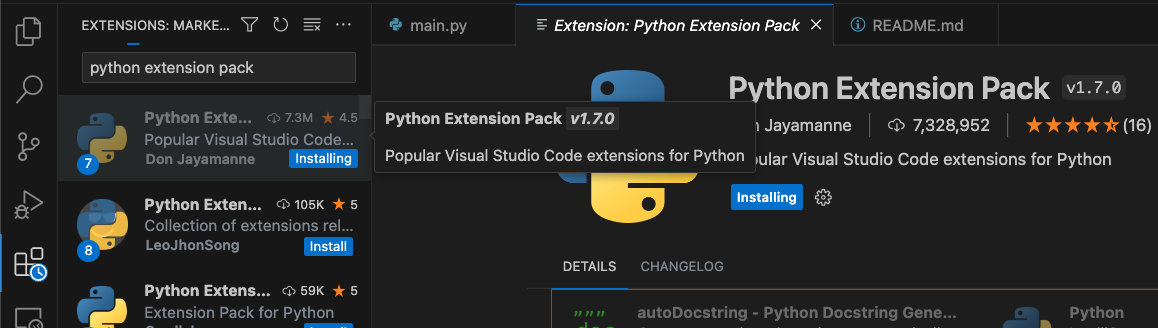 EXTENSIONS: MARKE...
python extension pack
Python Exte... 7.3M 4.5
Popular Visual Studio Code...
Don Jayamanne Installing
7
Python Exten... 105K 5
Collection of extensions rel...
LeoJhonSong Install
8
Python Extens... 59K 5
Extension Pack for Python
Install
main.py
Extension: Python Extension Pack
README.md
Python Extension Pack v1.7.0
Popular Visual Studio Code extensions for Python
Python Extension Pack v1.7.0
n Jayamanne 7,328,952 (16)
pular Visual Studio Code extensions for Python
Installing
DETAILS CHANGELOG
autoDocstring - Python Docstring Gene...
Python